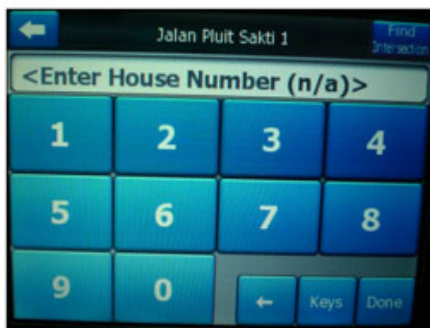 Jalan Pluit Sakti 1
Find
Intersection
<Enter House Number (n/a)>
1 2 3 4
5 6 7 8
9 0 ← Keys Done